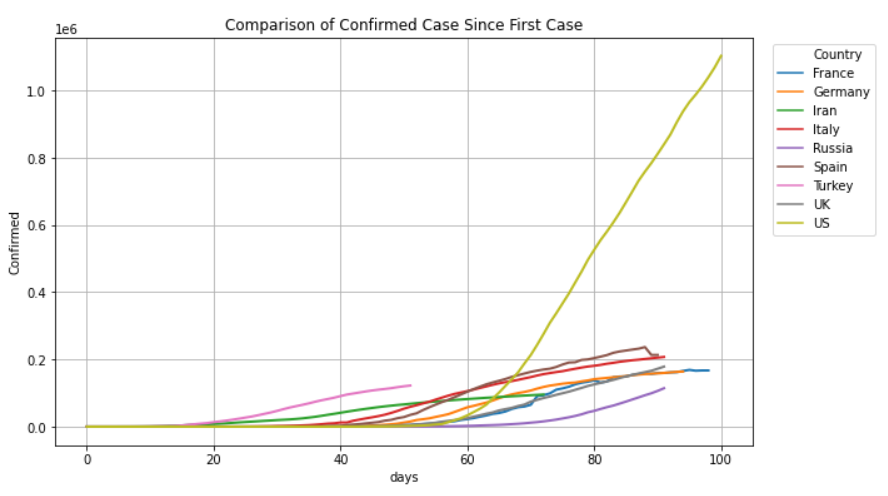 Comparison of Confirmed Case Since First Case
1e6
1.0
0.8
0.6
0.4
0.2
0.0
Confirmed
0 20 40 60 80 100
days
Country
France
Germany
Iran
Italy
Russia
Spain
Turkey
UK
US